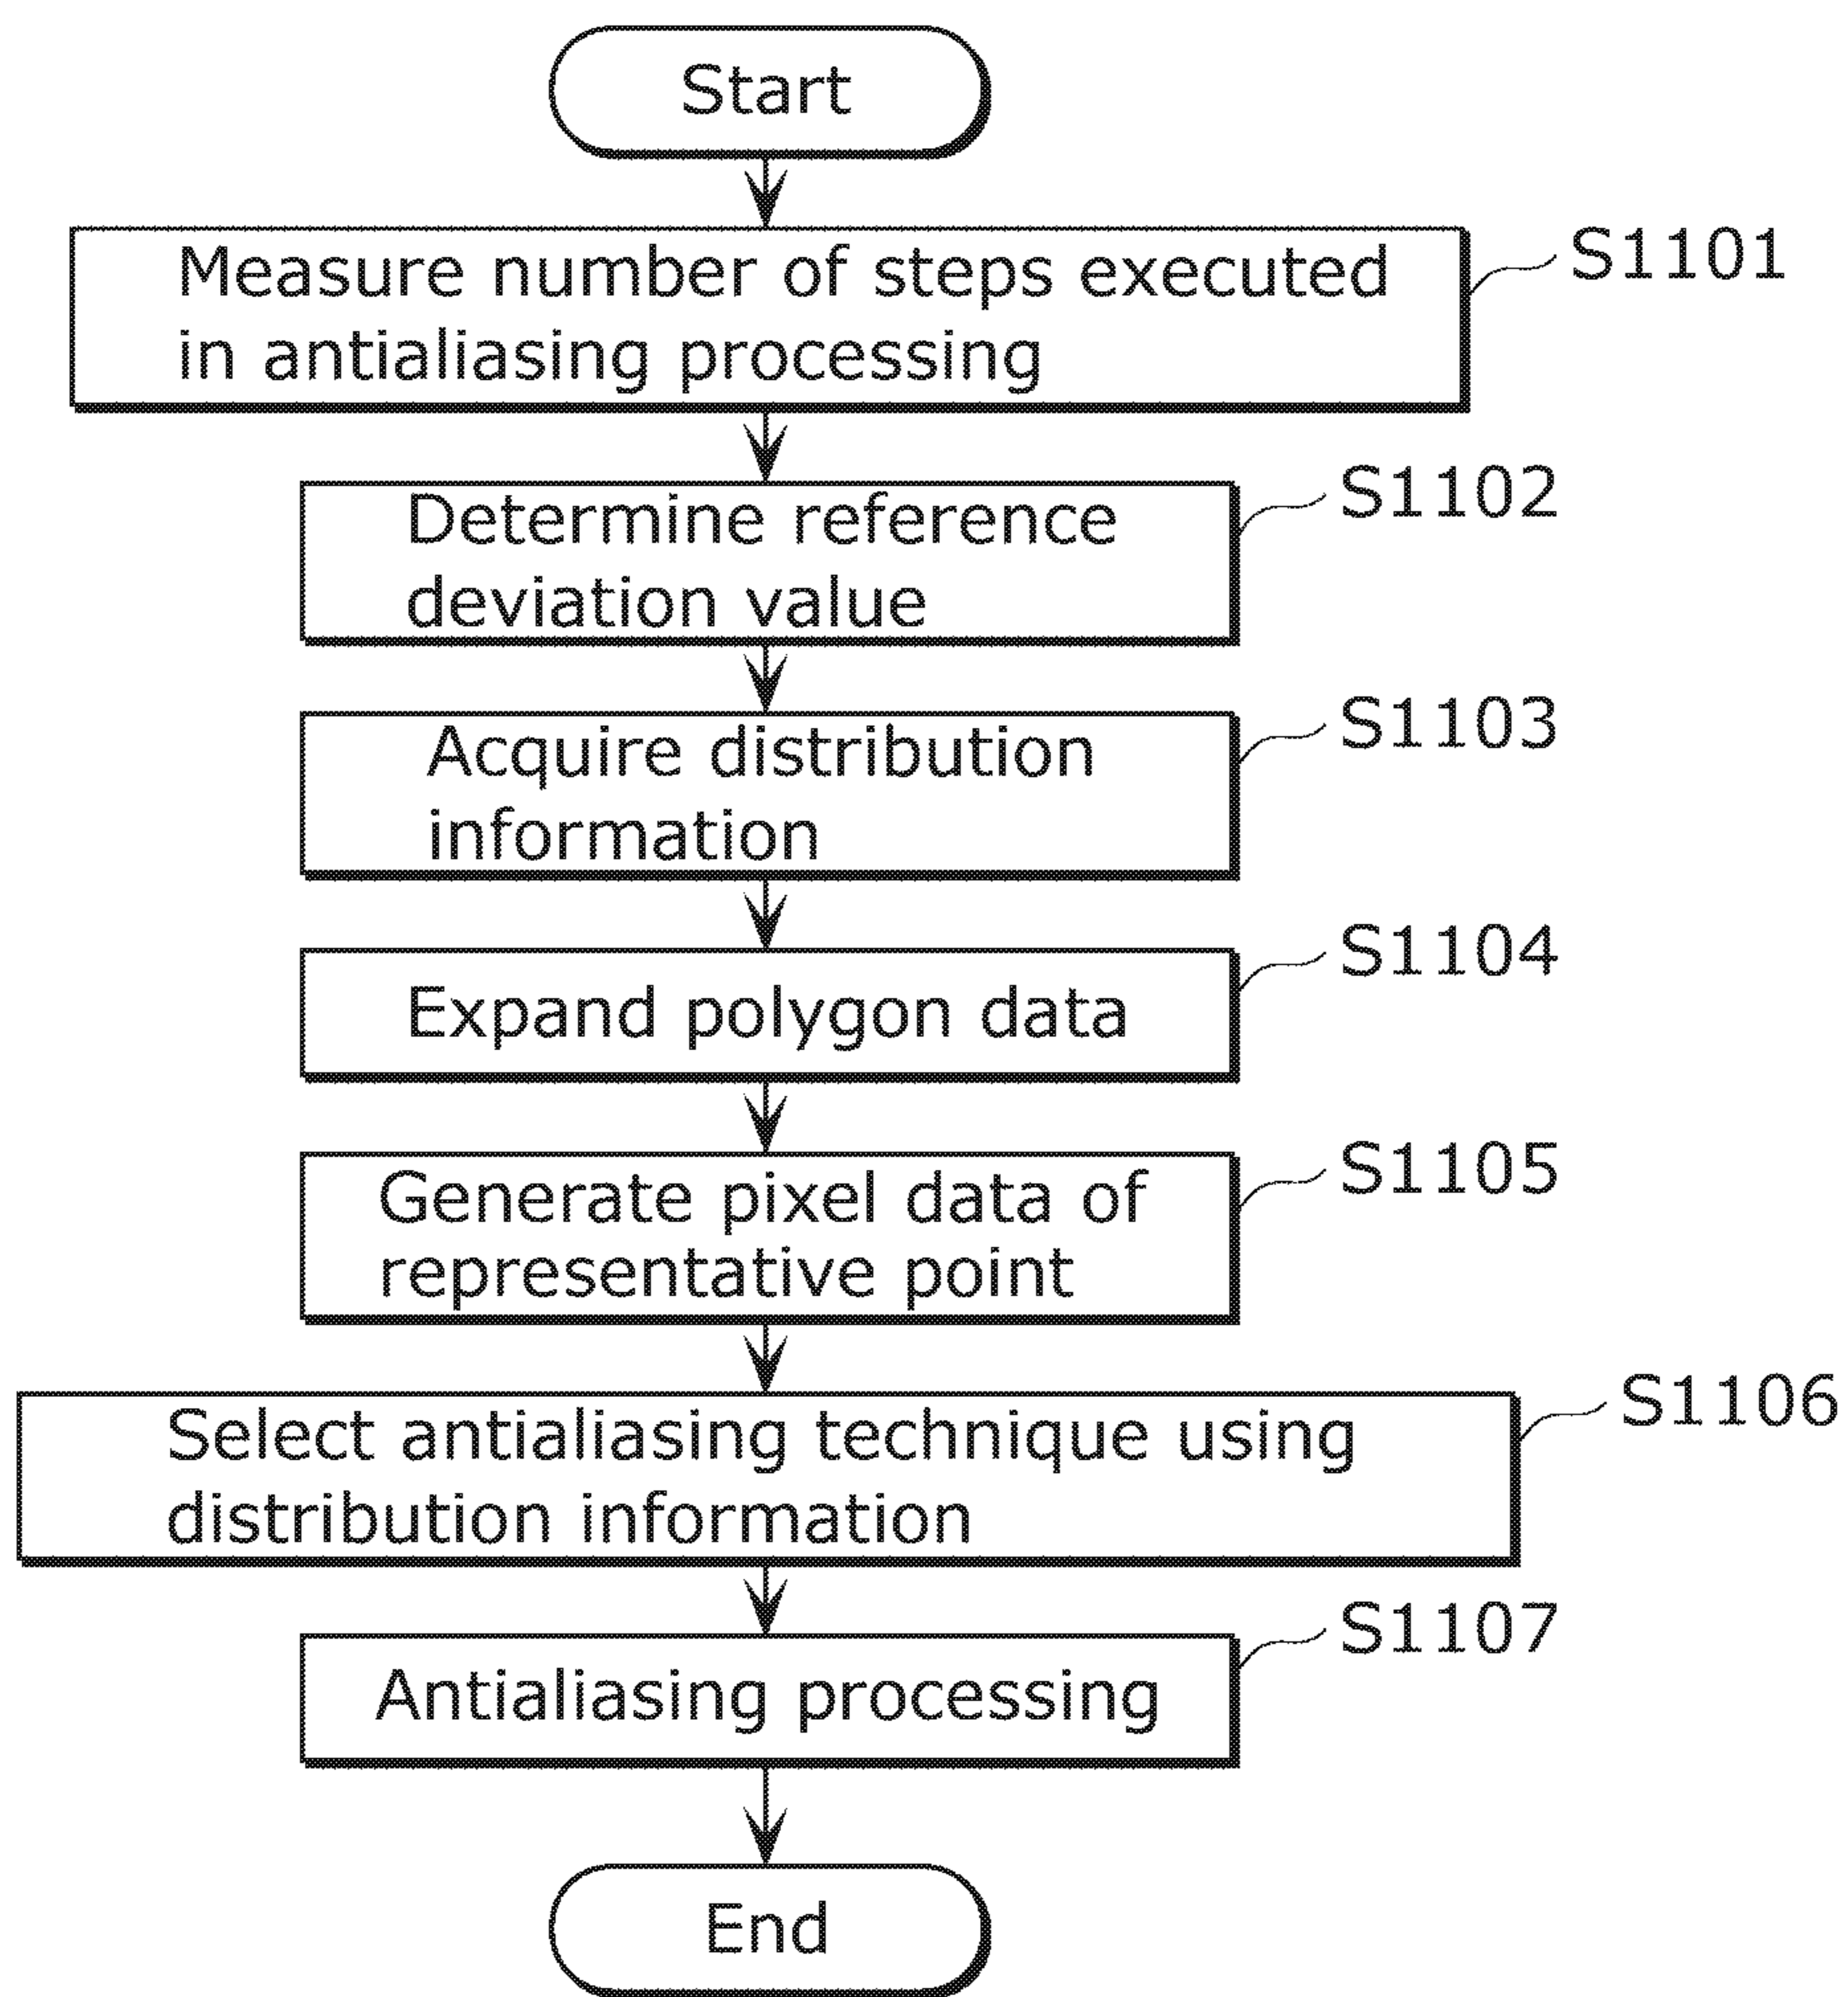 Start
Measure number of steps executed
in antialiasing processing
S1101
Determine reference
deviation value
S1102
Acquire distribution
information
S1103
Expand polygon data
S1104
Generate pixel data of
representative point
S1105
Select antialiasing technique using
distribution information
S1106
Antialiasing processing
S1107
End